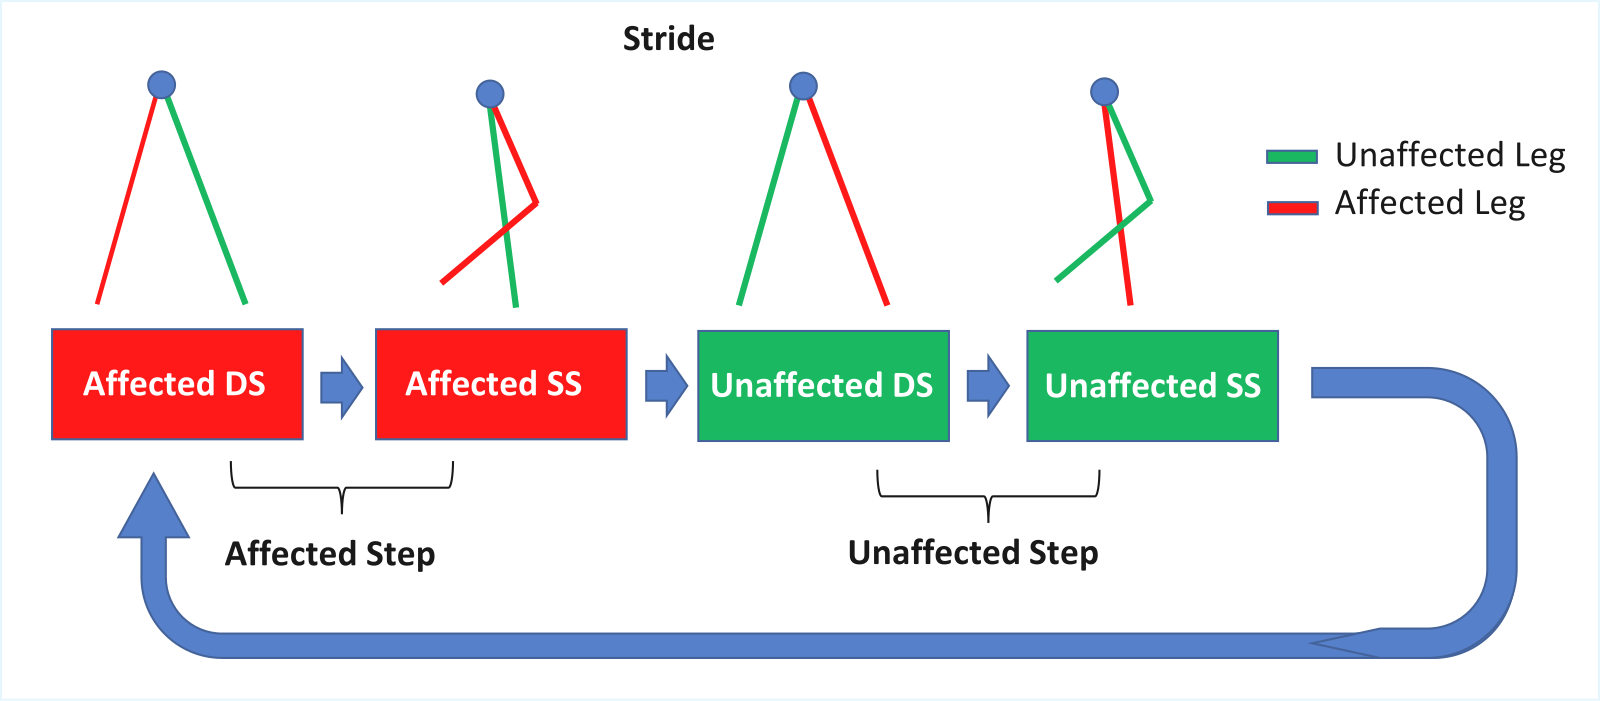 Stride
Unaffected Leg
Affected Leg
Affected DS
Affected SS
Unaffected DS
Unaffected SS
Affected Step
Unaffected Step